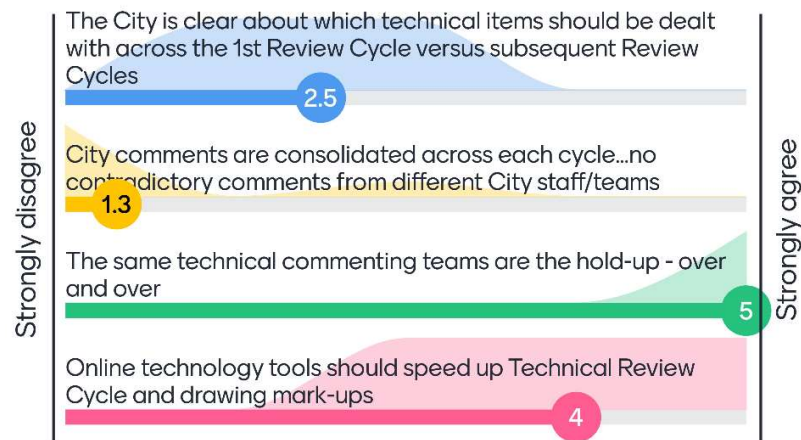 The City is clear about which technical items should be dealt
with across the 1st Review Cycle versus subsequent Review
Cycles
2.5
City comments are consolidated across each cycle...no
contradictory comments from different City staff/teams
1.3
The same technical commenting teams are the hold-up - over
and over
5
Online technology tools should speed up Technical Review
Cycle and drawing mark-ups
4
Strongly disagree
Strongly agree